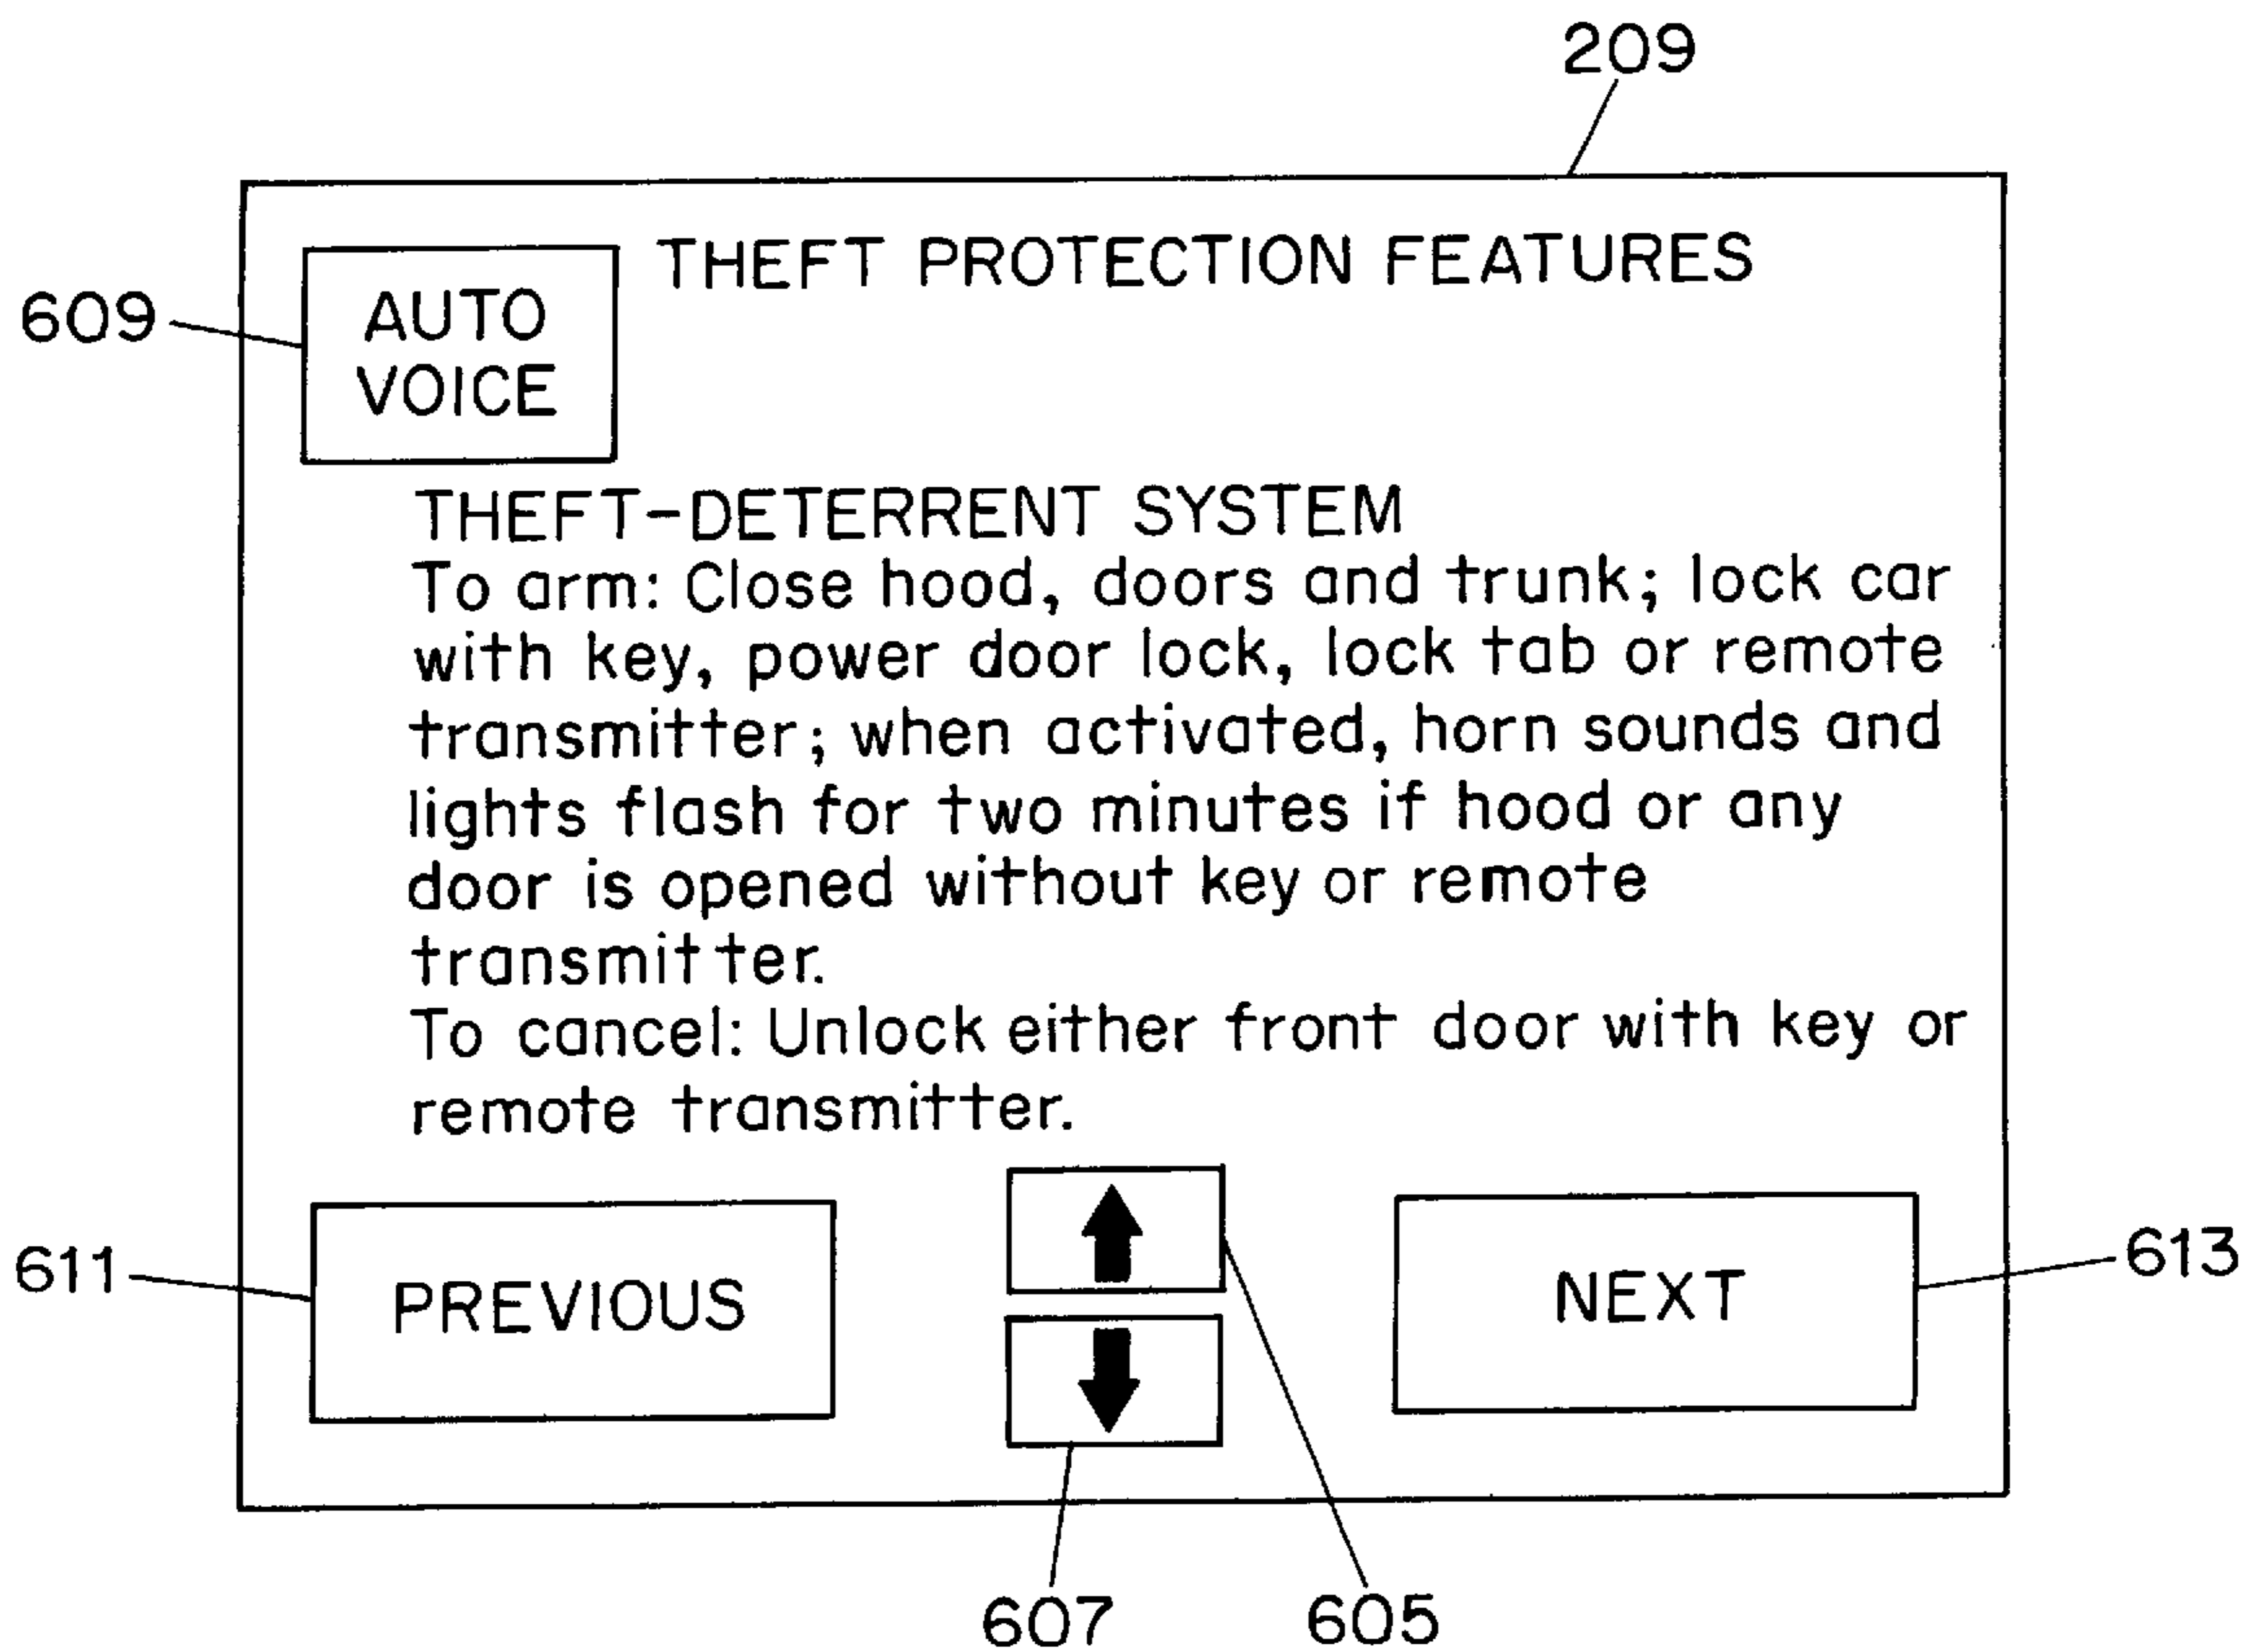 209
THEFT PROTECTION FEATURES
609
AUTO
VOICE
THEFT-DETERRENT SYSTEM
To arm: Close hood, doors and trunk; lock car
with key, power door lock, lock tab or remote
transmitter; when activated, horn sounds and
lights flash for two minutes if hood or any
door is opened without key or remote
transmitter.
To cancel: Unlock either front door with key or
remote transmitter.
611
PREVIOUS
NEXT
613
607
605